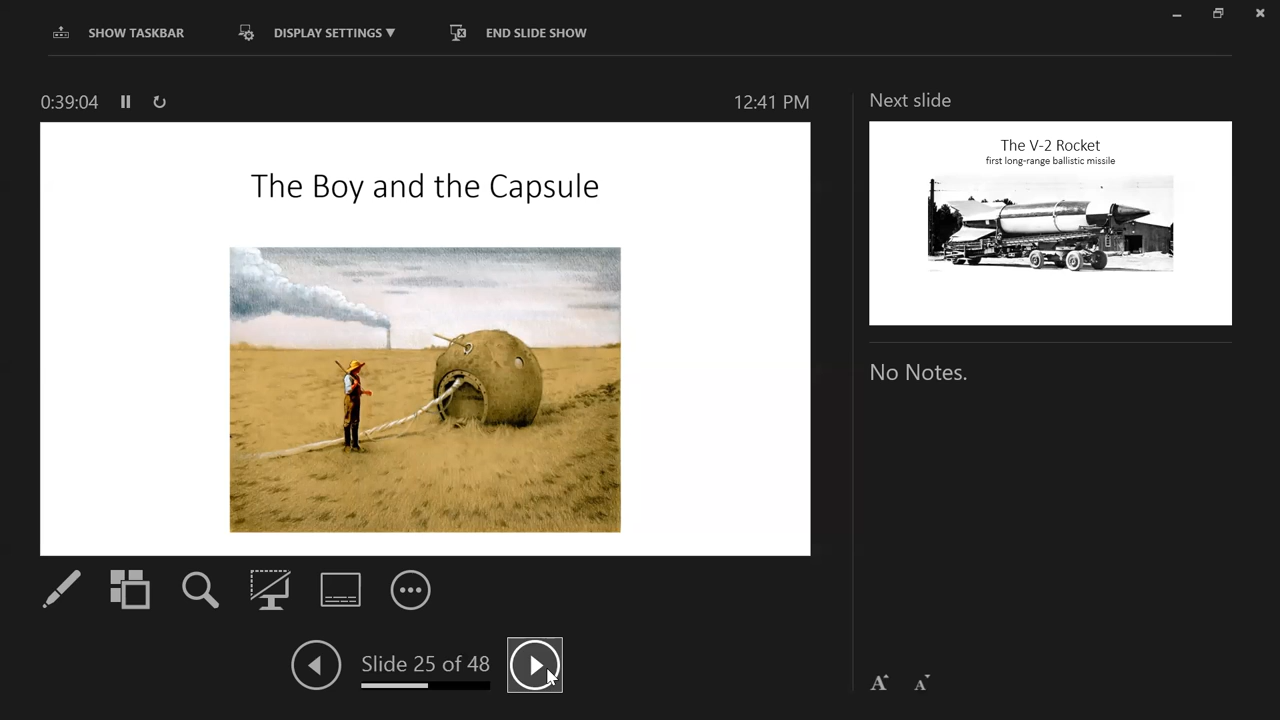 SHOW TASKBAR
DISPLAY SETTINGS ▼
END SLIDE SHOW
0:39:04
12:41 PM
Next slide
The Boy and the Capsule
The V-2 Rocket
first long-range ballistic missile
No Notes.
Slide 25 of 48
A A